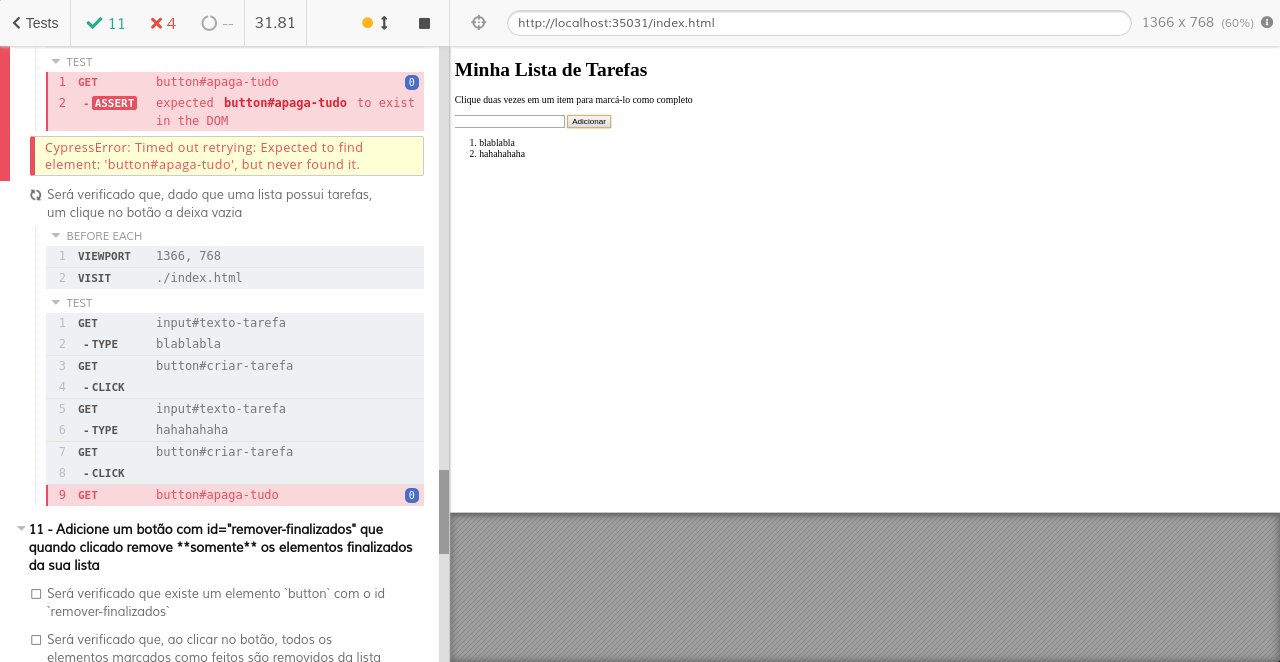 Tests 11 4 -- 31.81
http://localhost:35031/index.html 1366 x 768 (60%)
TEST
1 GET button#apaga-tudo 0
2 - ASSERT expected button#apaga-tudo to exist
in the DOM
CypressError: Timed out retrying: Expected to find
element: 'button#apaga-tudo', but never found it.
Será verificado que, dado que uma lista possui tarefas,
um clique no botão a deixa vazia
BEFORE EACH
1 VIEWPORT 1366, 768
2 VISIT ./index.html
TEST
1 GET input#texto-tarefa
2 - TYPE blablabla
3 GET button#criar-tarefa
4 - CLICK
5 GET input#texto-tarefa
6 - TYPE hahahahaha
7 GET button#criar-tarefa
8 - CLICK
9 GET button#apaga-tudo 0
11 - Adicione um botão com id="remover-finalizados" que
quando clicado remove **somente** os elementos finalizados
da sua lista
Será verificado que existe um elemento `button` com o id
`remover-finalizados`
Será verificado que, ao clicar no botão, todos os
elementos marcados como feitos são removidos da lista
Minha Lista de Tarefas
Clique duas vezes em um item para marcá-lo como completo
Adicionar
1. blablabla
2. hahahahaha